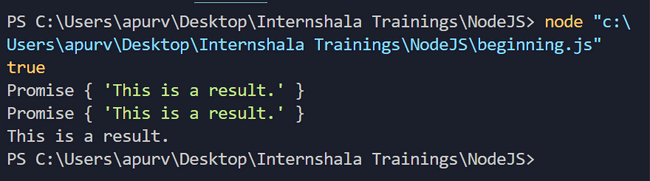 PS C:\Users\apurv\Desktop\Internshala Trainings\NodeJS> node "c:\
Users\apurv\Desktop\Internshala Trainings\NodeJS\beginning.js"
true
Promise { 'This is a result.' }
Promise { 'This is a result.' }
This is a result.
PS C:\Users\apurv\Desktop\Internshala Trainings\NodeJS>